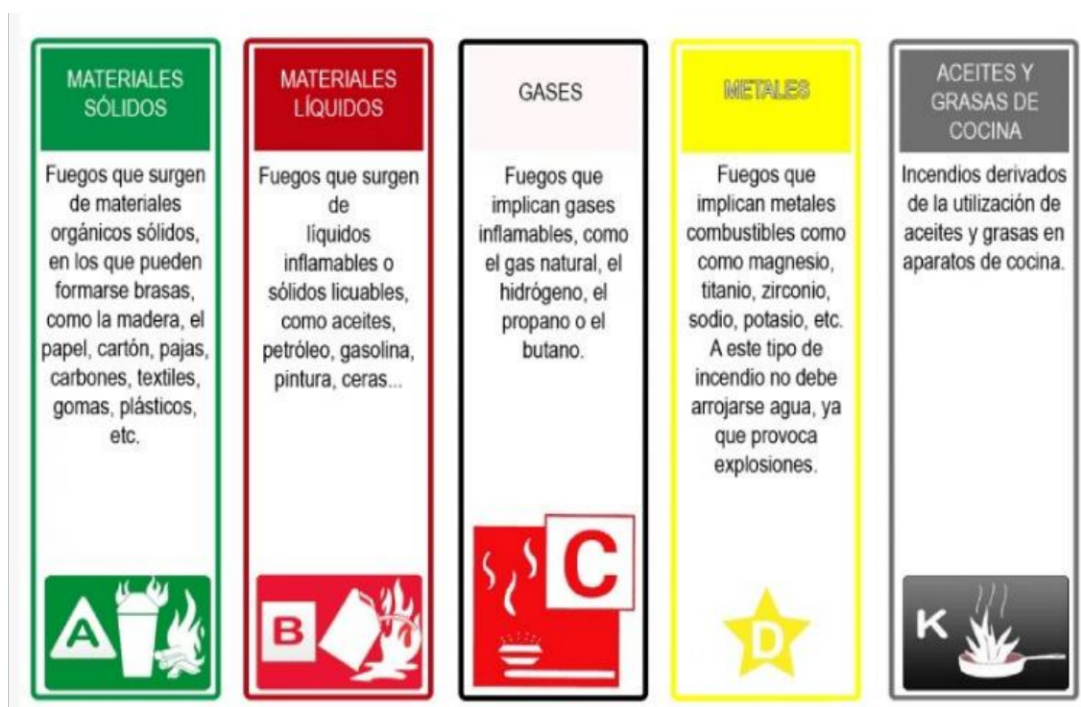 MATERIALES
SÓLIDOS
Fuegos que surgen
de materiales
orgánicos sólidos,
en los que pueden
formarse brasas,
como la madera, el
papel, cartón, pajas,
carbones, textiles,
gomas, plásticos,
etc.
A
MATERIALES
LÍQUIDOS
Fuegos que surgen
de
líquidos
inflamables o
sólidos licuables,
como aceites,
petróleo, gasolina,
pintura, ceras...
B
GASES
Fuegos que
implican gases
inflamables, como
el gas natural, el
hidrógeno, el
propano o el
butano.
C
METALES
Fuegos que
implican metales
combustibles como
como magnesio,
titanio, zirconio,
sodio, potasio, etc.
A este tipo de
incendio no debe
arrojarse agua, ya
que provoca
explosiones.
D
ACEITES Y
GRASAS DE
COCINA
Incendios derivados
de la utilización de
aceites y grasas en
aparatos de cocina.
K